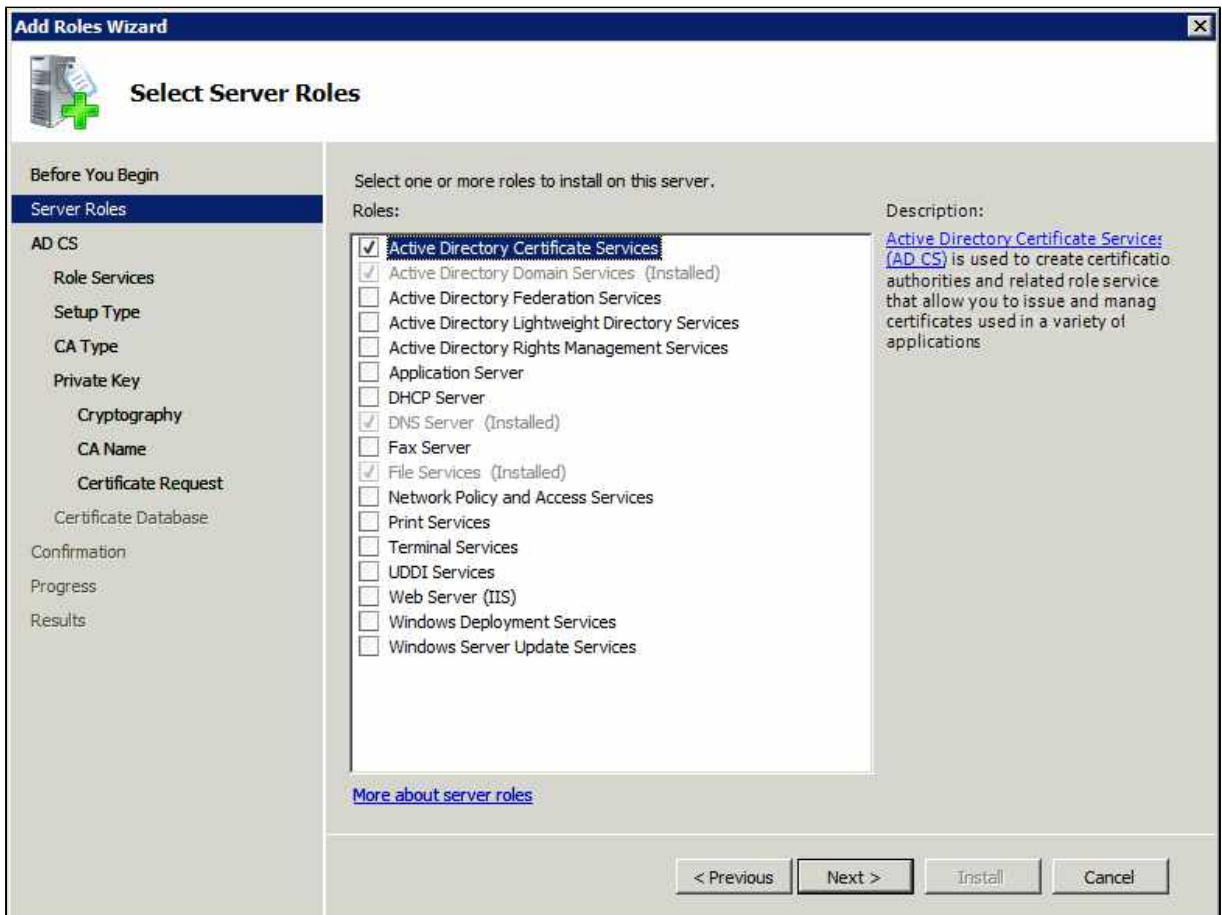 Add Roles Wizard
Select Server Roles
Before You Begin
Server Roles
AD CS
Role Services
Setup Type
CA Type
Private Key
Cryptography
CA Name
Certificate Request
Certificate Database
Confirmation
Progress
Results
Select one or more roles to install on this server.
Roles:
Active Directory Certificate Services
Active Directory Domain Services (Installed)
Active Directory Federation Services
Active Directory Lightweight Directory Services
Active Directory Rights Management Services
Application Server
DHCP Server
DNS Server (Installed)
Fax Server
File Services (Installed)
Network Policy and Access Services
Print Services
Terminal Services
UDDI Services
Web Server (IIS)
Windows Deployment Services
Windows Server Update Services
More about server roles
Description:
Active Directory Certificate Services
(AD CS) is used to create certificatio
authorities and related role service
that allow you to issue and manag
certificates used in a variety of
applications
< Previous
Next >
Install
Cancel